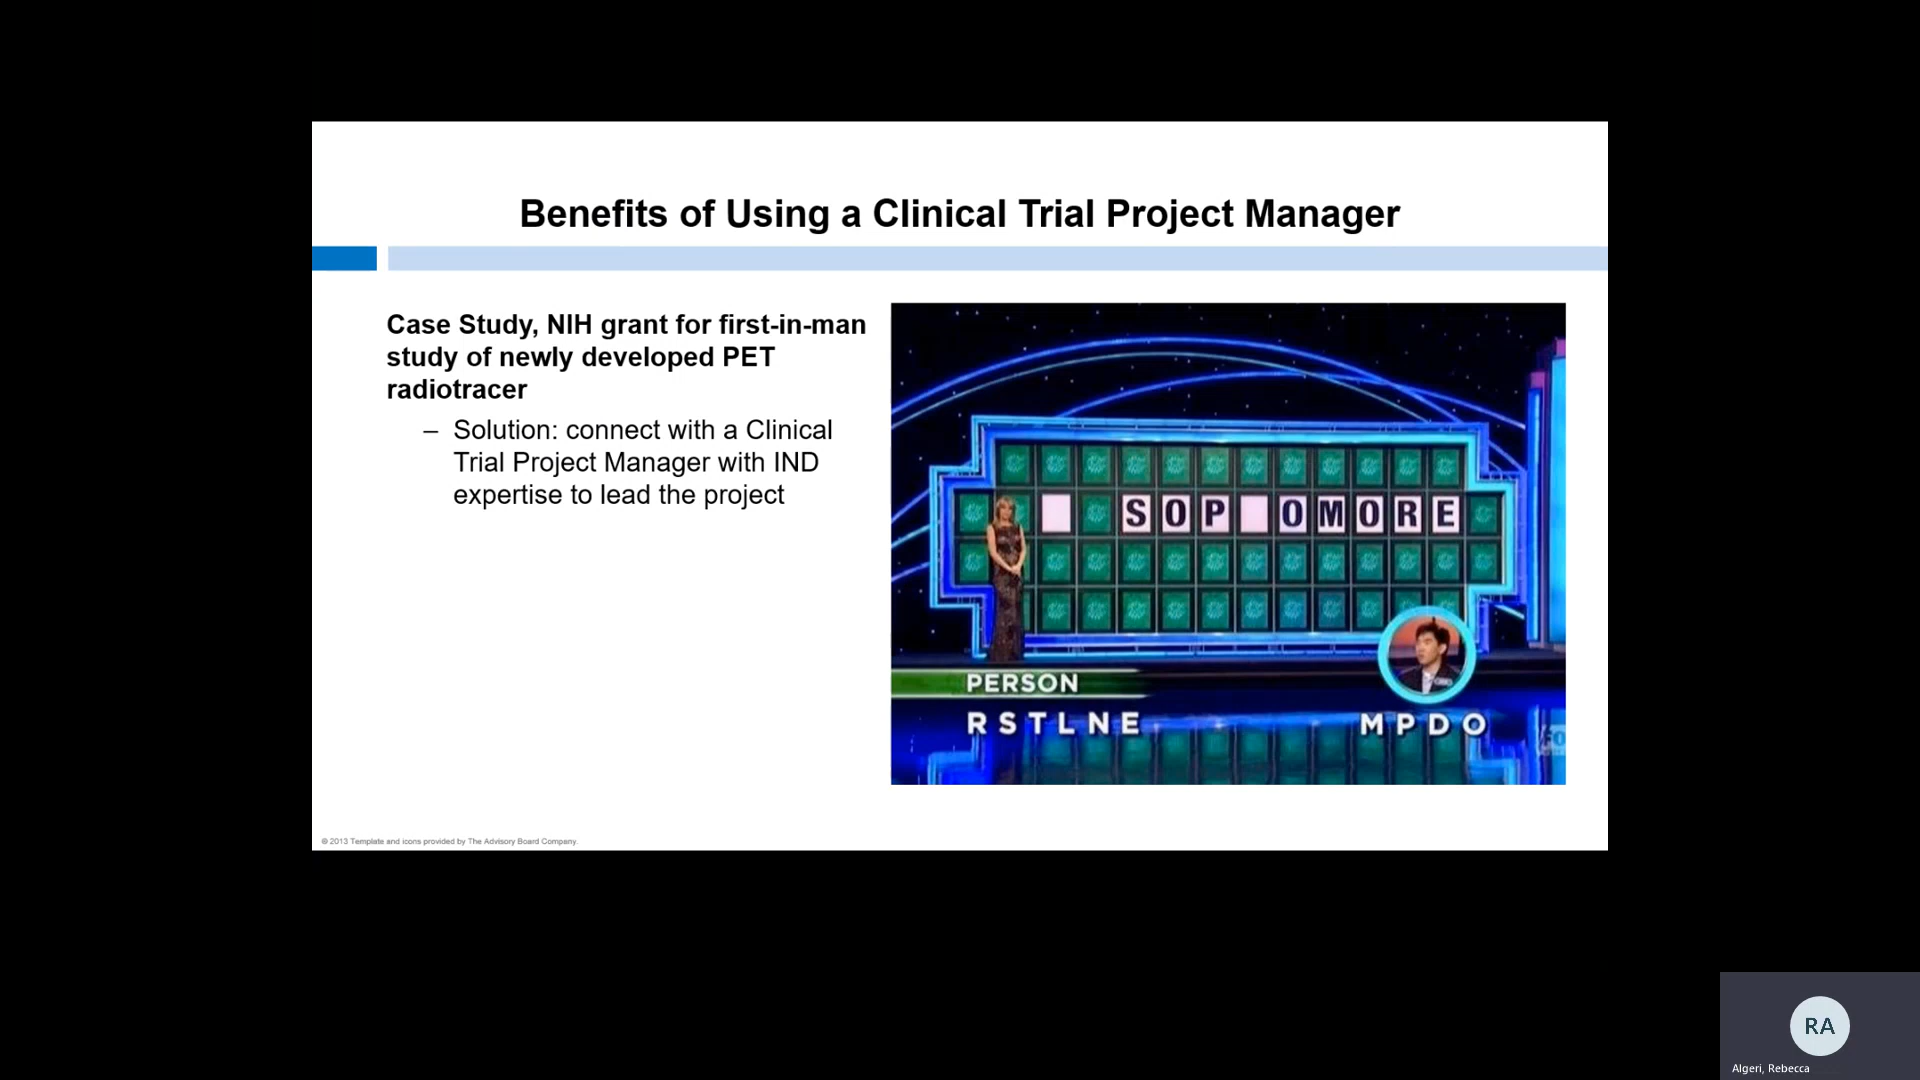 Benefits of Using a Clinical Trial Project Manager
Case Study, NIH grant for first-in-man
study of newly developed PET
radiotracer
– Solution: connect with a Clinical
Trial Project Manager with IND
expertise to lead the project
SOP OMORE
PERSON
RSTLNE
MPDO
© 2013 Template and icons provided by The Advisory Board Company.
RA
Algeri, Rebecca